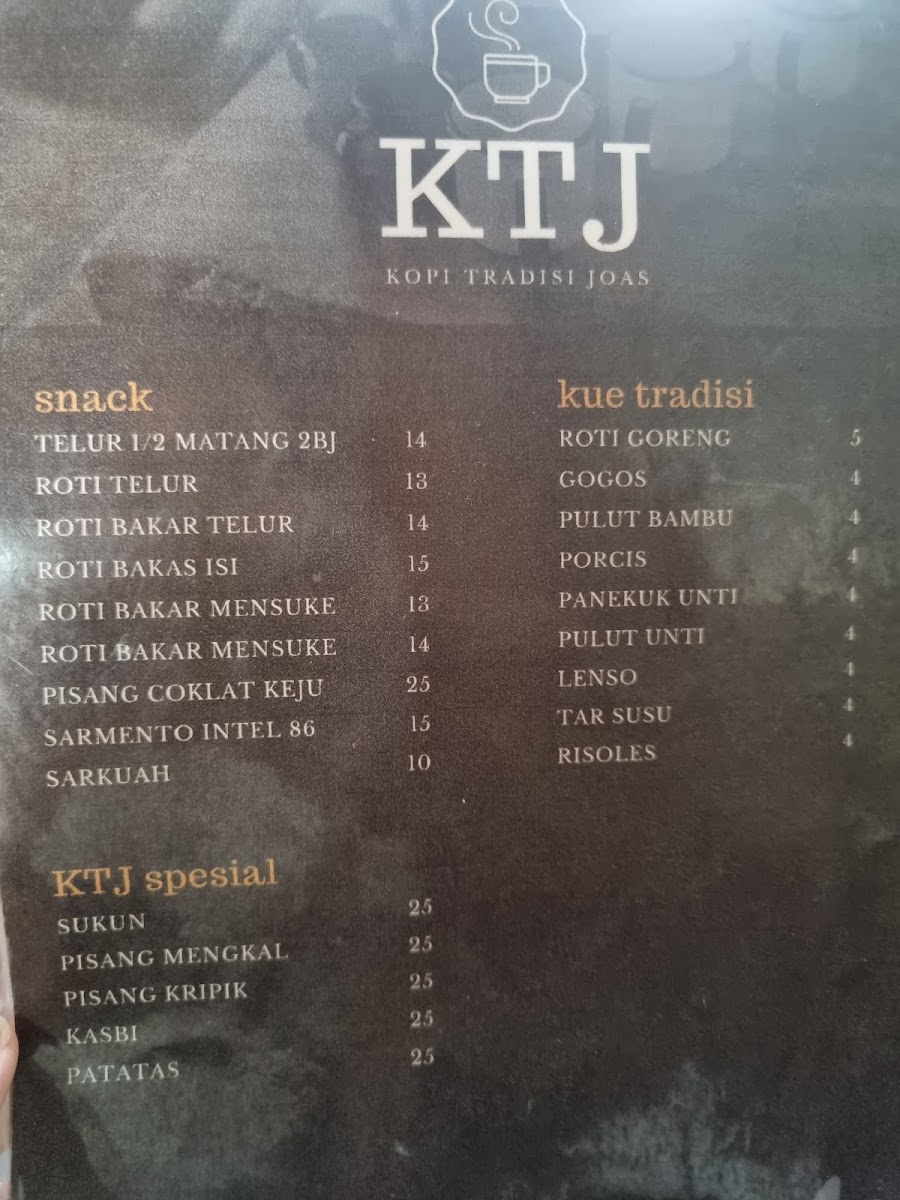 KTJ
KOPI TRADISI JOAS
snack
TELUR 1/2 MATANG 2BJ 14
ROTI TELUR 13
ROTI BAKAR TELUR 14
ROTI BAKAS ISI 15
ROTI BAKAR MENSUKE 13
ROTI BAKAR MENSUKE 14
PISANG COKLAT KEJU 25
SARMENTO INTEL 86 15
SARKUAH 10
kue tradisi
ROTI GORENG 5
GOGOS 4
PULUT BAMBU 4
PORCIS 4
PANEKUK UNTI 4
PULUT UNTI 4
LENSO 4
TAR SUSU 4
RISOLES 4
KTJ spesial
SUKUN 25
PISANG MENGKAL 25
PISANG KRIPIK 25
KASBI 25
PATATAS 25